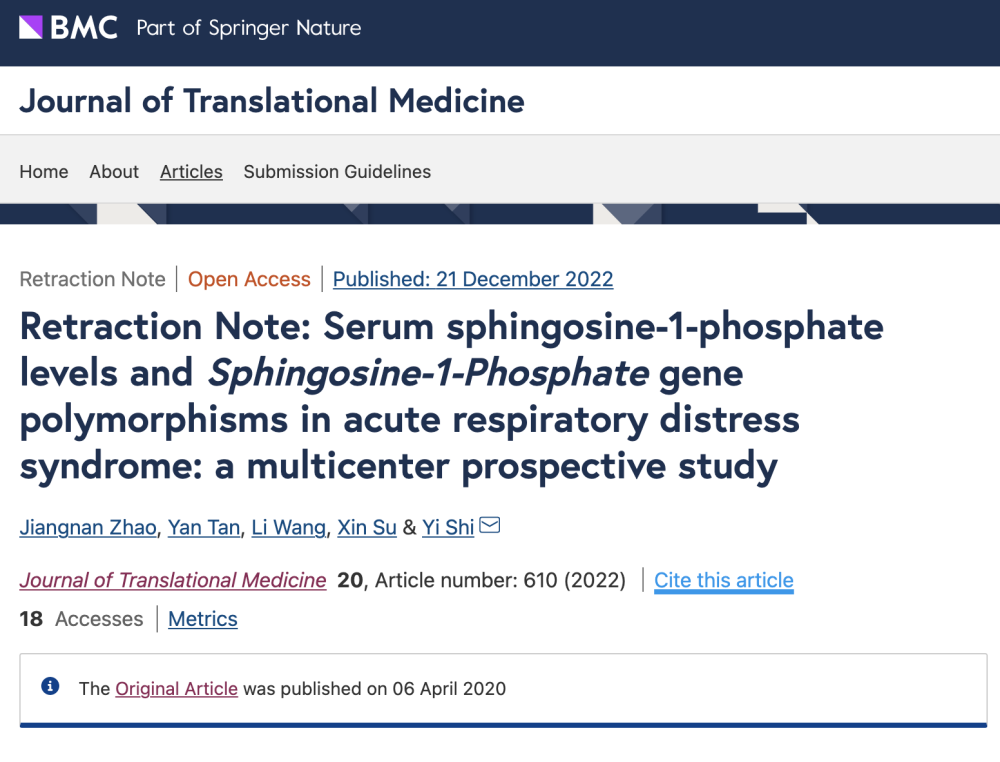 BMC Part of Springer Nature
Journal of Translational Medicine
Home About Articles Submission Guidelines
Retraction Note | Open Access | Published: 21 December 2022
Retraction Note: Serum sphingosine-1-phosphate
levels and Sphingosine-1-Phosphate gene
polymorphisms in acute respiratory distress
syndrome: a multicenter prospective study
Jiangnan Zhao, Yan Tan, Li Wang, Xin Su & Yi Shi
Journal of Translational Medicine 20, Article number: 610 (2022) | Cite this article
18 Accesses | Metrics
The Original Article was published on 06 April 2020